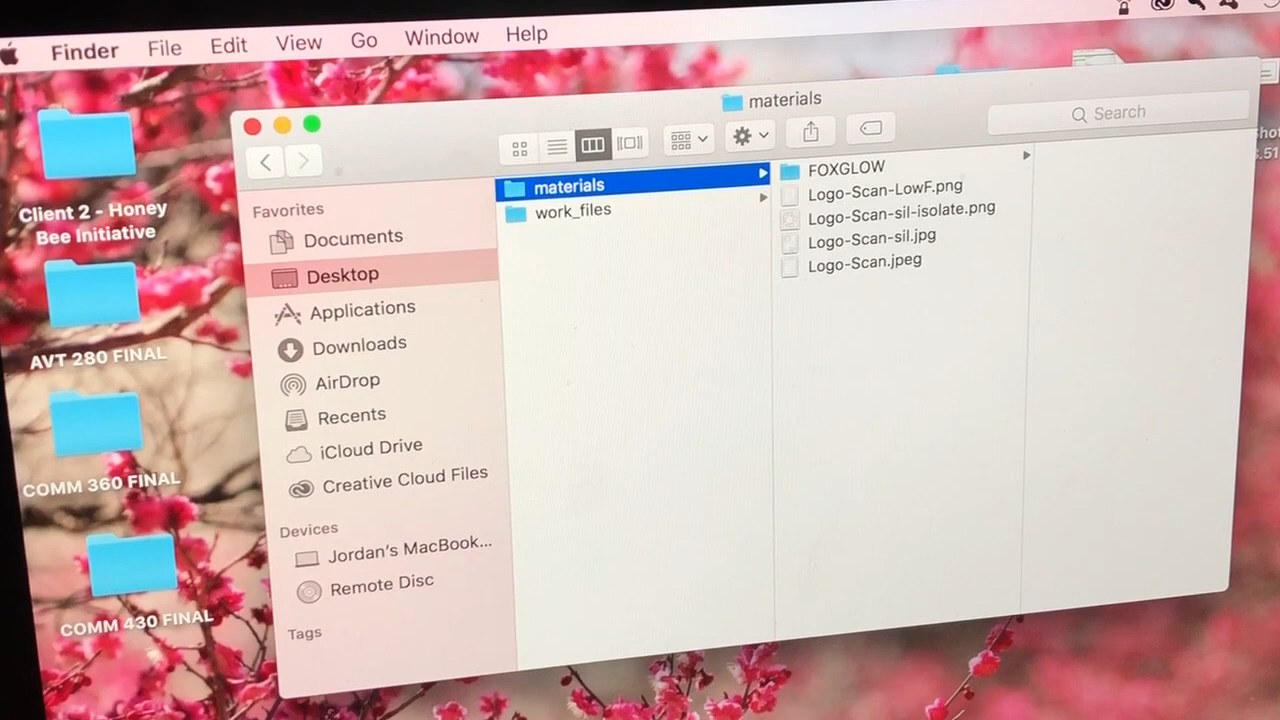 Finder File Edit View Go Window Help
materials
Search
Client 2 - Honey
Bee Initiative
AVT 280 FINAL
COMM 360 FINAL
COMM 430 FINAL
Favorites
Documents
Desktop
Applications
Downloads
AirDrop
Recents
iCloud Drive
Creative Cloud Files
Devices
Jordan's MacBook...
Remote Disc
Tags
materials
work_files
FOXGLOW
Logo-Scan-LowF.png
Logo-Scan-sil-isolate.png
Logo-Scan-sil.jpg
Logo-Scan.jpeg